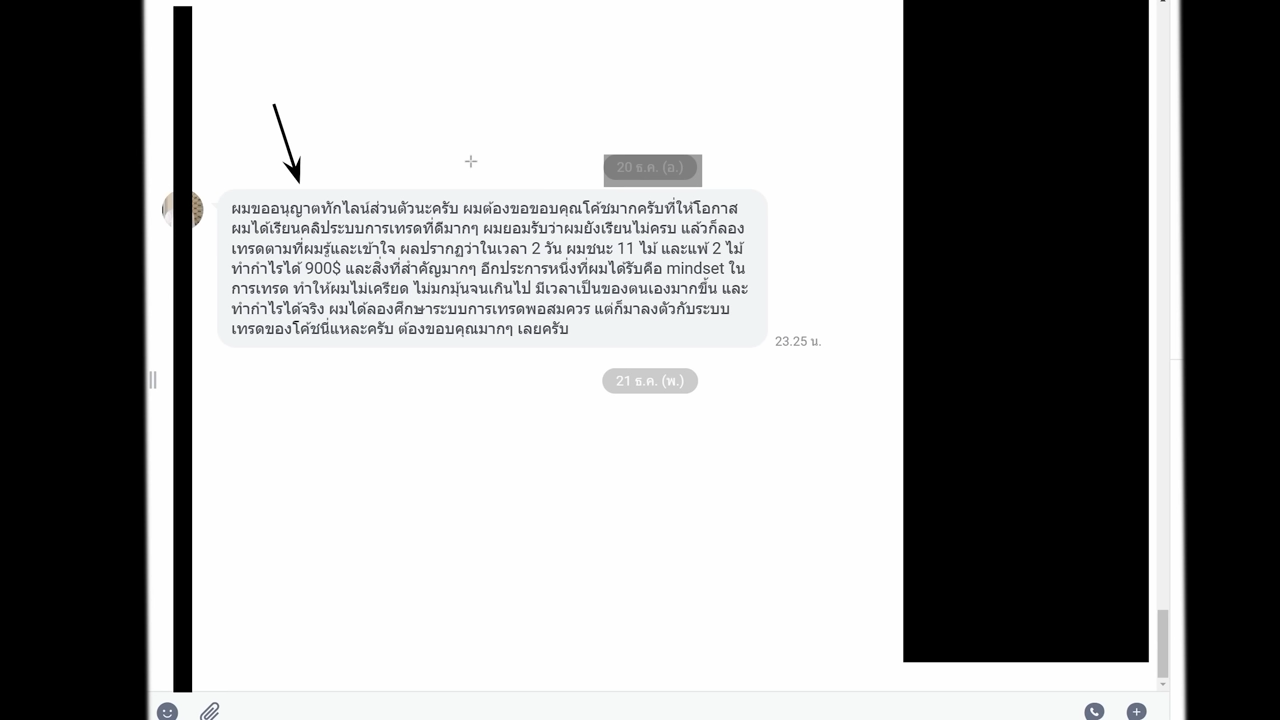 20 ธ.ค. (อ.)
ผมขออนุญาตทักไลน์ส่วนตัวนะครับ ผมต้องขอขอบคุณโค้ชมากครับที่ให้โอกาส
ผมได้เรียนคลิประบบการเทรดที่ดีมากๆ ผมยอมรับว่าผมยังเรียนไม่ครบ แล้วก็ลอง
เทรดตามที่ผมรู้และเข้าใจ ผลปรากฏว่าในเวลา 2 วัน ผมชนะ 11 ไม้ และแพ้ 2 ไม้
ทำกำไรได้ 900$ และสิ่งที่สำคัญมากๆ อีกประการหนึ่งที่ผมได้รับคือ mindset ใน
การเทรด ทำให้ผมไม่เครียด ไม่มกมุ้นจนเกินไป มีเวลาเป็นของตนเองมากขึ้น และ
ทำกำไรได้จริง ผมได้ลองศึกษาระบบการเทรดพอสมควร แต่ก็มาลงตัวกับระบบ
เทรดของโค้ชนี่แหละครับ ต้องขอบคุณมากๆ เลยครับ
23.25 น.
21 ธ.ค. (พ.)